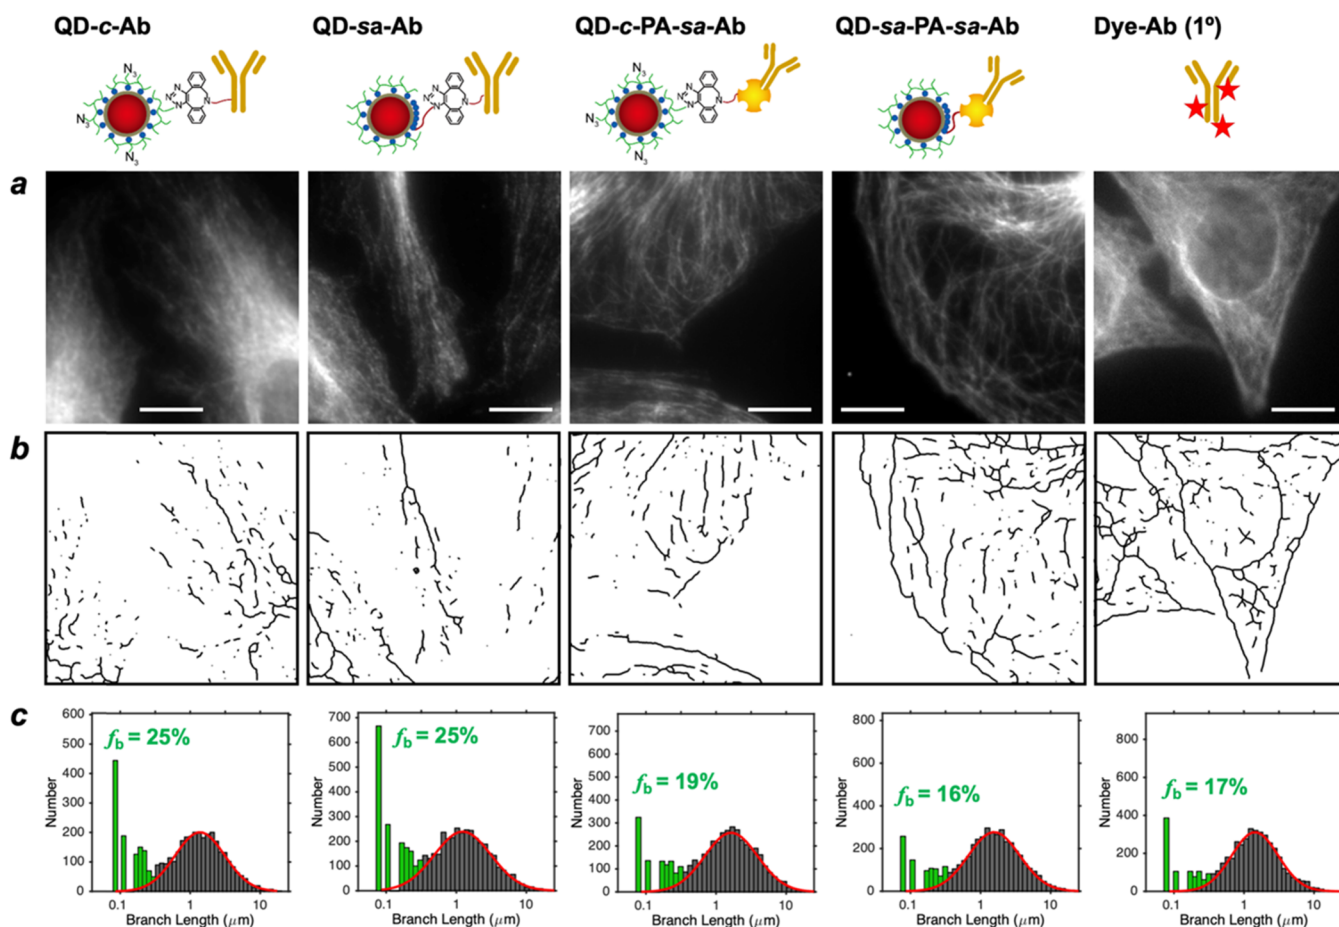 QD-c-Ab QD-sa-Ab QD-c-PA-sa-Ab QD-sa-PA-sa-Ab Dye-Ab (1º)
N3 N3 N3 N N N N
N N N N
N3 N3 N3 N N N N
a
b
c
fb = 25% fb = 25% fb = 19% fb = 16% fb = 17%
Number
600
500
400
300
200
100
0
0.1 1 10
Branch Length (μm)
700
600
500
400
300
200
100
0
0.1 1 10
Branch Length (μm)
Number
700
600
500
400
300
200
100
0
0.1 1 10
Branch Length (μm)
Number
800
600
400
200
0
0.1 1 10
Branch Length (μm)
Number
800
600
400
200
0
0.1 1 10
Branch Length (μm)